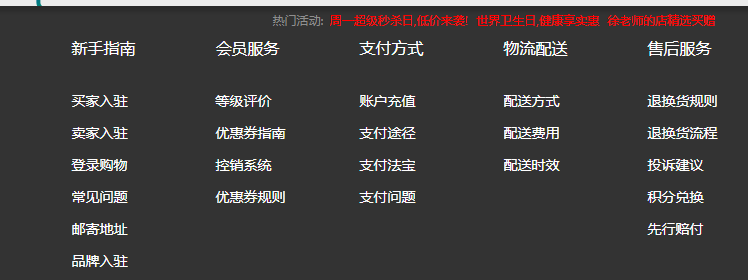 热门活动: 周一超级秒杀日,低价来袭! 世界卫生日,健康享实惠 徐老师的店精选买赠
新手指南 会员服务 支付方式 物流配送 售后服务
买家入驻 等级评价 账户充值 配送方式 退换货规则
卖家入驻 优惠券指南 支付途径 配送费用 退换货流程
登录购物 控销系统 支付法宝 配送时效 投诉建议
常见问题 优惠券规则 支付问题 积分兑换
邮寄地址 先行赔付
品牌入驻